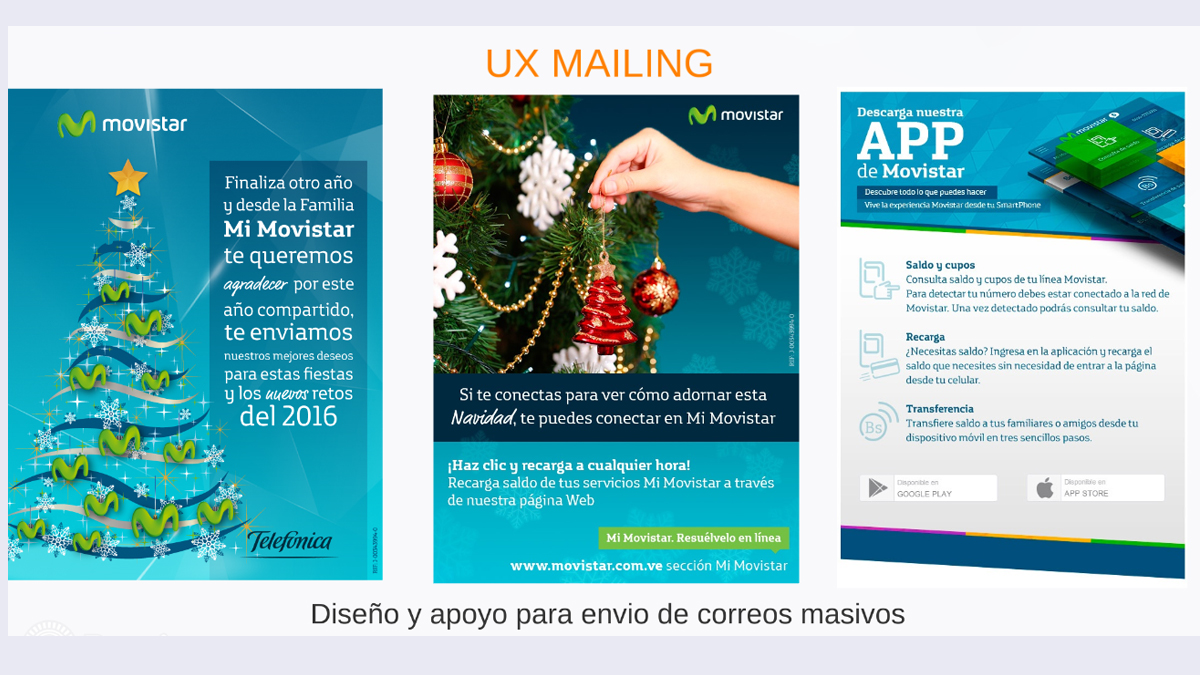 UX MAILING
movistar
Finaliza otro año
y desde la Familia
Mi Movistar
te queremos
agradecer por este
año compartido,
te enviamos
nuestros mejores deseos
para estas fiestas
y los nuevos retos
del 2016
Telefónica
movistar
Si te conectas para ver cómo adornar esta
Navidad, te puedes conectar en Mi Movistar
¡Haz clic y recarga a cualquier hora!
Recarga saldo de tus servicios Mi Movistar a través
de nuestra página Web
Mi Movistar. Resuélvelo en línea
www.movistar.com.ve sección Mi Movistar
Descarga nuestra
APP
de Movistar
Descubre todo lo que puedes hacer
Vive la experiencia Movistar desde tu SmartPhone
movistar
Consulta de saldo
Saldo y cupos
Consulta saldo y cupos de tu línea Movistar.
Para detectar tu número debes estar conectado a la red de
Movistar. Una vez detectado podrás consultar tu saldo.
Recarga
¿Necesitas saldo? Ingresa en la aplicación y recarga el
saldo que necesites sin necesidad de entrar a la página
desde tu celular.
Bs
Transferencia
Transfiere saldo a tus familiares o amigos desde tu
dispositivo móvil en tres sencillos pasos.
Disponible en
GOOGLE PLAY
Disponible en
APP STORE
Diseño y apoyo para envio de correos masivos